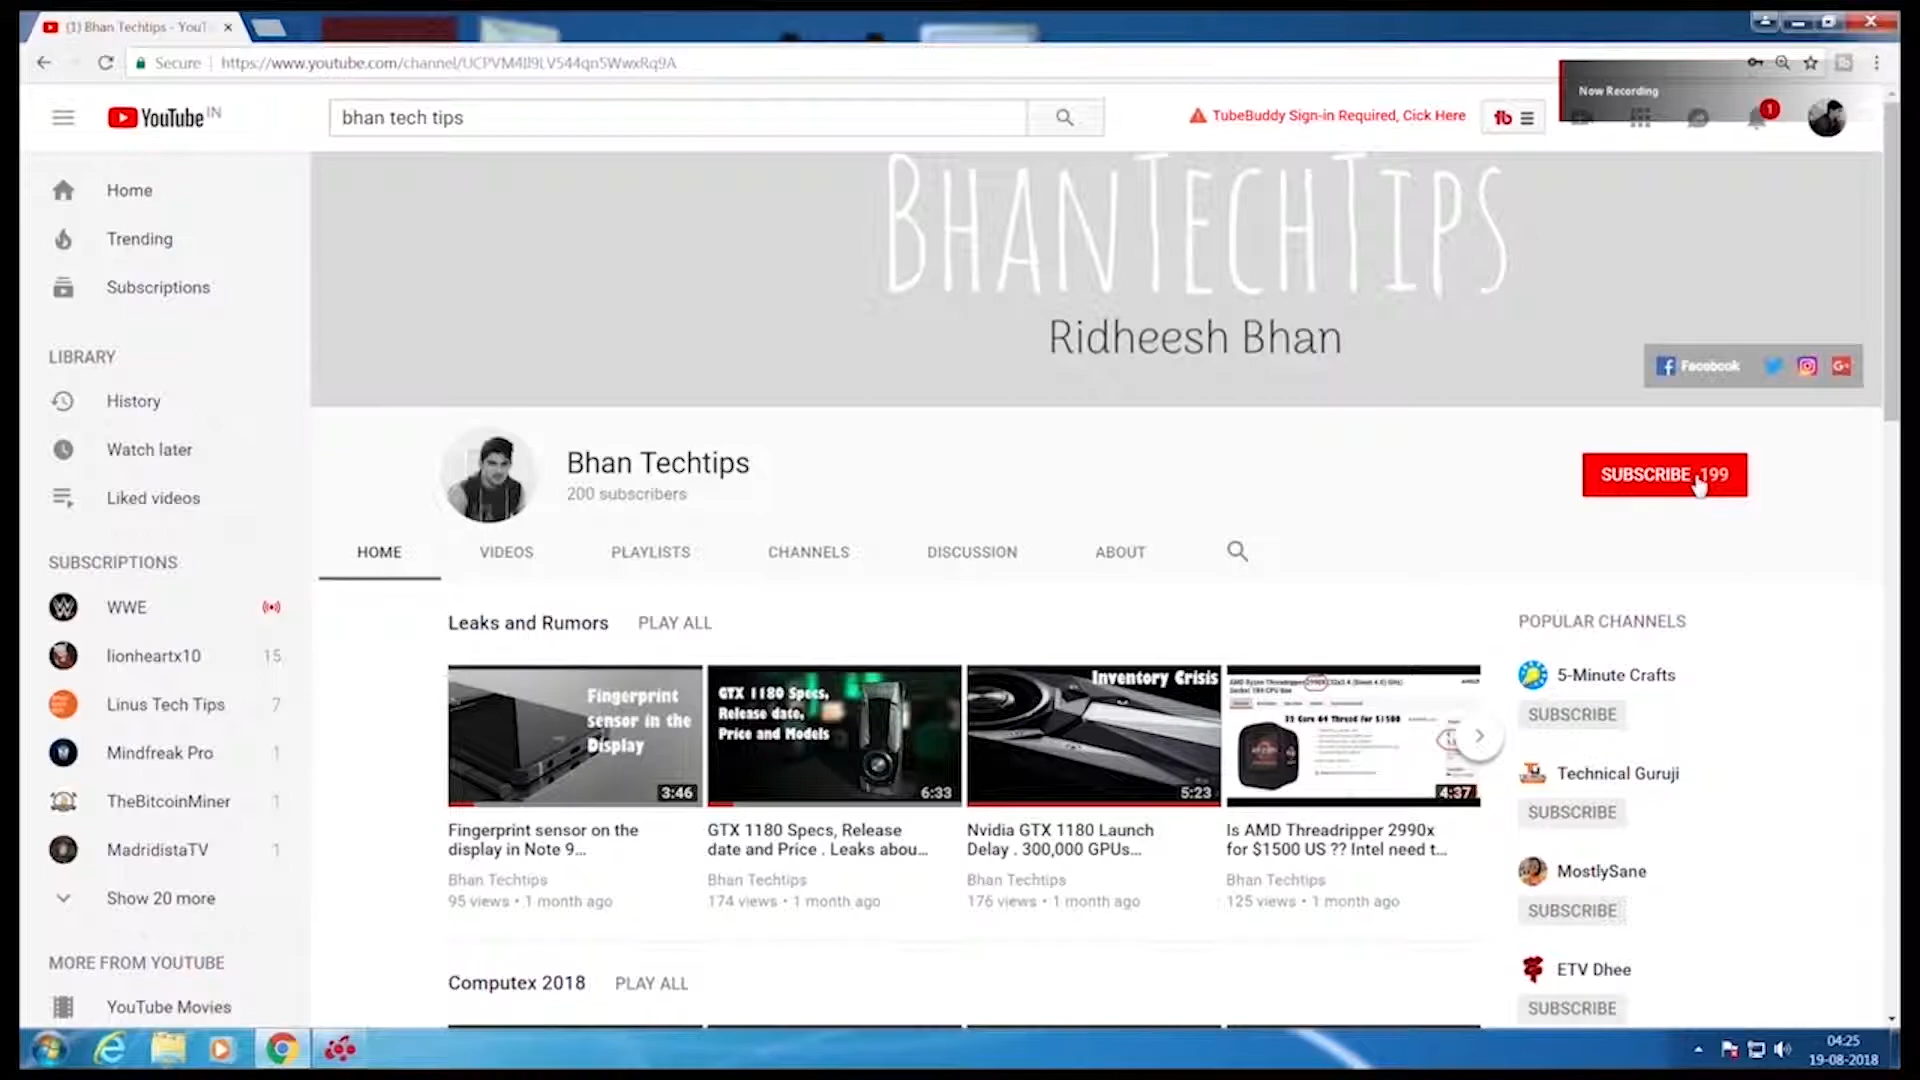 (1) Bhan Techtips - YouT
Secure
https://www.youtube.com/channel/UCPVM4II9LV544qn5WwxRq9A
Now Recording
YouTube IN
bhan tech tips
TubeBuddy Sign-in Required, Cick Here
tb
1
Home
Trending
Subscriptions
LIBRARY
History
Watch later
Liked videos
SUBSCRIPTIONS
WWE
lionheartx10 15
Linus Tech Tips 7
Mindfreak Pro 1
TheBitcoinMiner 1
MadridistaTV 1
Show 20 more
MORE FROM YOUTUBE
YouTube Movies
BHANTECHTIPS
Ridheesh Bhan
Facebook
G+
Bhan Techtips
200 subscribers
SUBSCRIBE 199
HOME
VIDEOS
PLAYLISTS
CHANNELS
DISCUSSION
ABOUT
Leaks and Rumors PLAY ALL
Fingerprint
sensor in the
Display
3:46
Fingerprint sensor on the
display in Note 9...
Bhan Techtips
95 views • 1 month ago
GTX 1180 Specs,
Release date,
Price and Models
6:33
GTX 1180 Specs, Release
date and Price . Leaks abou...
Bhan Techtips
174 views • 1 month ago
Inventory Crisis
5:23
Nvidia GTX 1180 Launch
Delay . 300,000 GPUs...
Bhan Techtips
176 views • 1 month ago
32 Core 64 Thread for $1500
4:37
Is AMD Threadripper 2990x
for $1500 US ?? Intel need t...
Bhan Techtips
125 views • 1 month ago
Computex 2018 PLAY ALL
POPULAR CHANNELS
5-Minute Crafts
SUBSCRIBE
Technical Guruji
SUBSCRIBE
MostlySane
SUBSCRIBE
ETV Dhee
SUBSCRIBE
04:25
19-08-2018